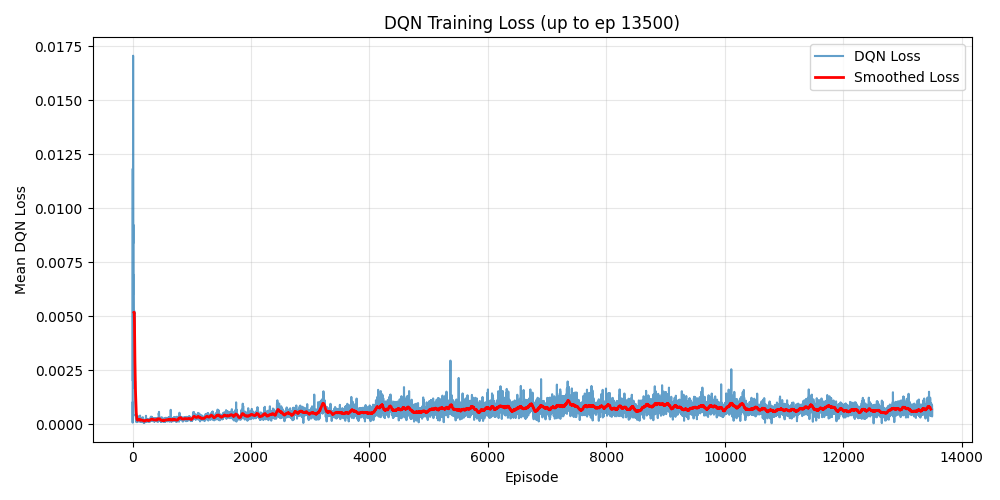 DQN Training Loss (up to ep 13500)
DQN Loss
Smoothed Loss
Mean DQN Loss
0.0175
0.0150
0.0125
0.0100
0.0075
0.0050
0.0025
0.0000
0 2000 4000 6000 8000 10000 12000 14000
Episode